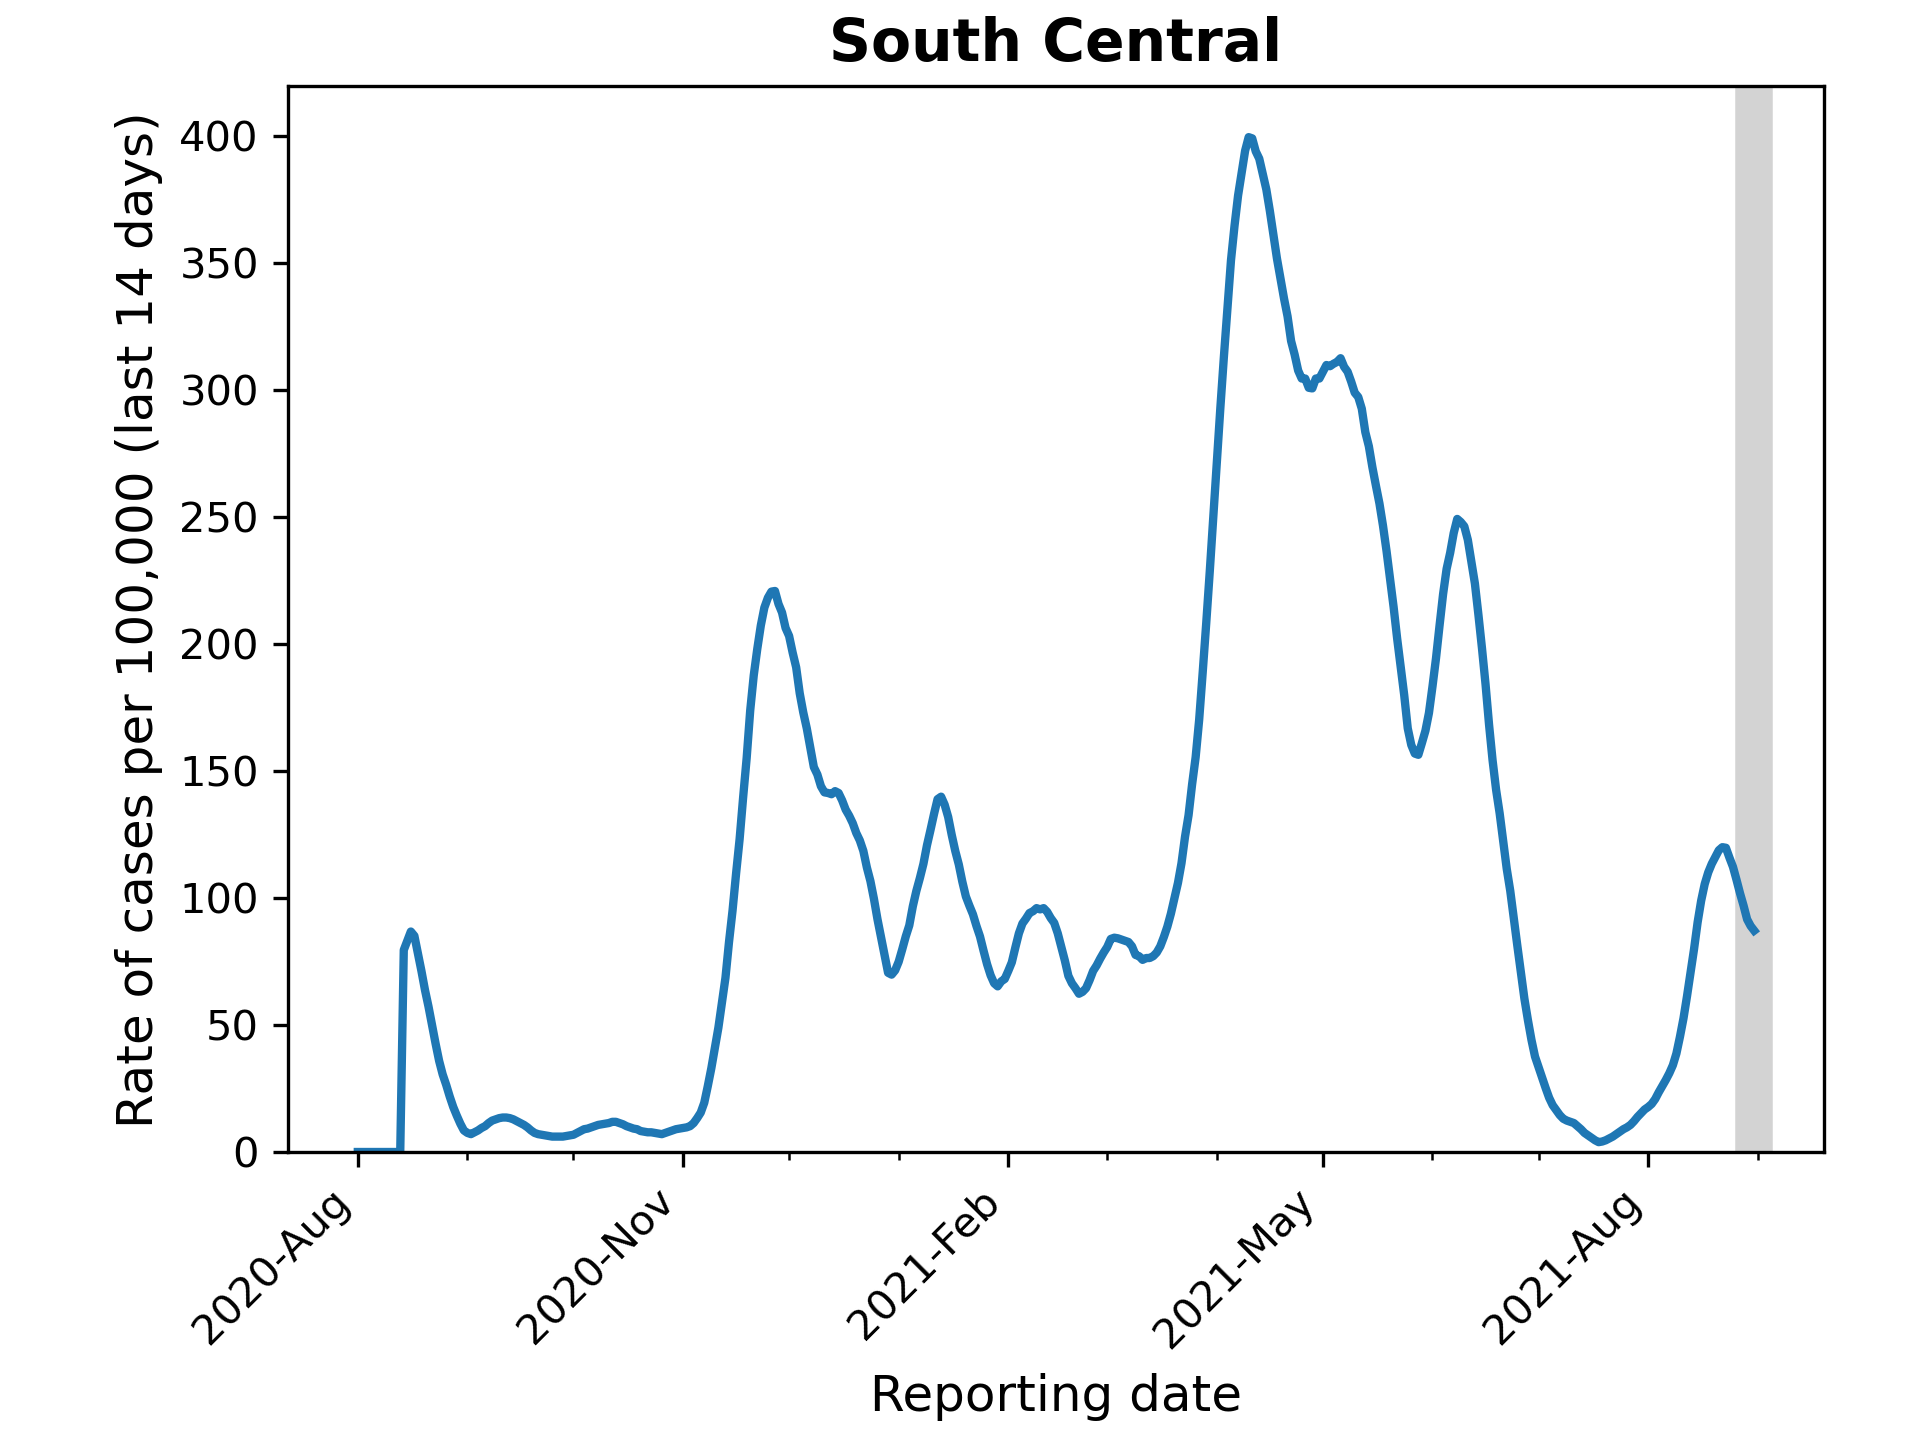 South Central
Rate of cases per 100,000 (last 14 days)
400
350
300
250
200
150
100
50
0
2020-Aug
2020-Nov
2021-Feb
2021-May
2021-Aug
Reporting date